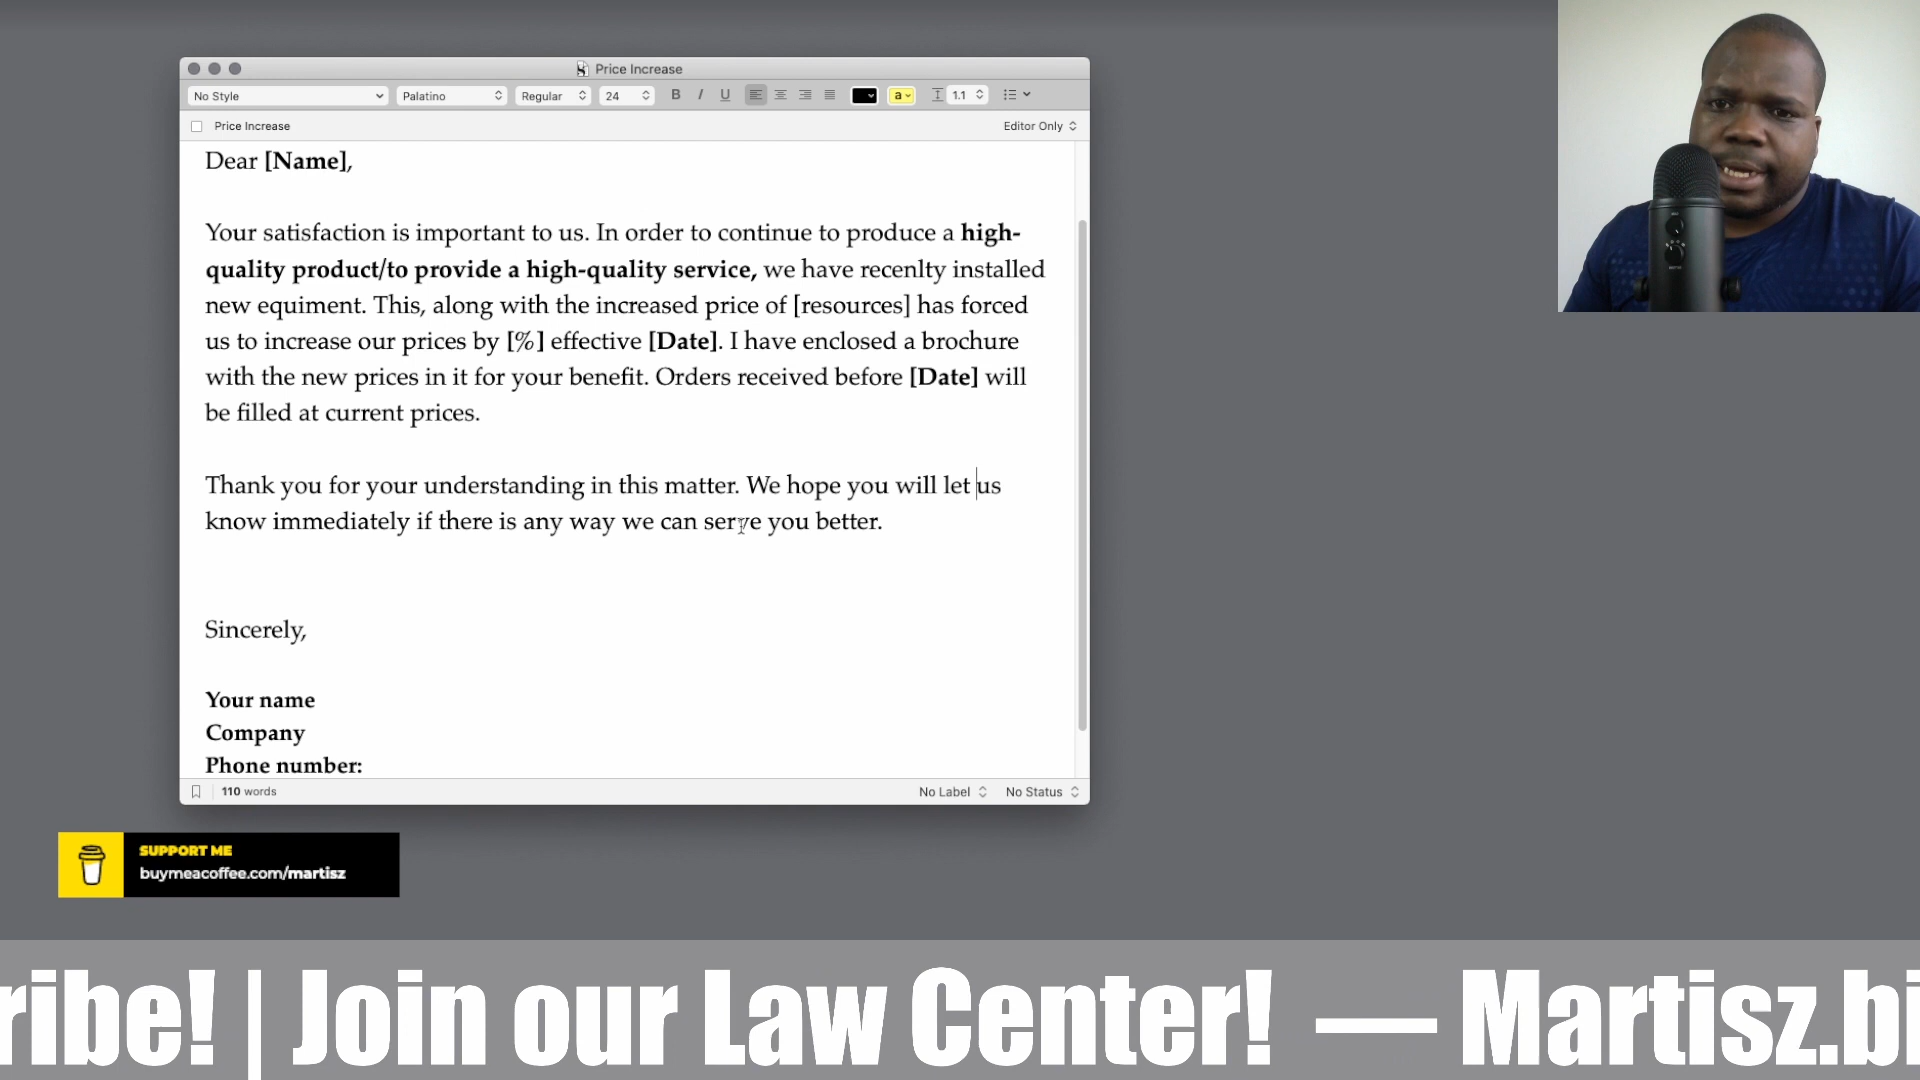 Price Increase
No Style
Palatino
Regular
24
B I U
a
1.1
Price Increase
Editor Only
Dear [Name],
Your satisfaction is important to us. In order to continue to produce a high-
quality product/to provide a high-quality service, we have recenlty installed
new equiment. This, along with the increased price of [resources] has forced
us to increase our prices by [%] effective [Date]. I have enclosed a brochure
with the new prices in it for your benefit. Orders received before [Date] will
be filled at current prices.
Thank you for your understanding in this matter. We hope you will let us
know immediately if there is any way we can serve you better.
Sincerely,
Your name
Company
Phone number:
110 words
No Label
No Status
SUPPORT ME
buymeacoffee.com/martisz
ribe! | Join our Law Center! — Martisz.bi